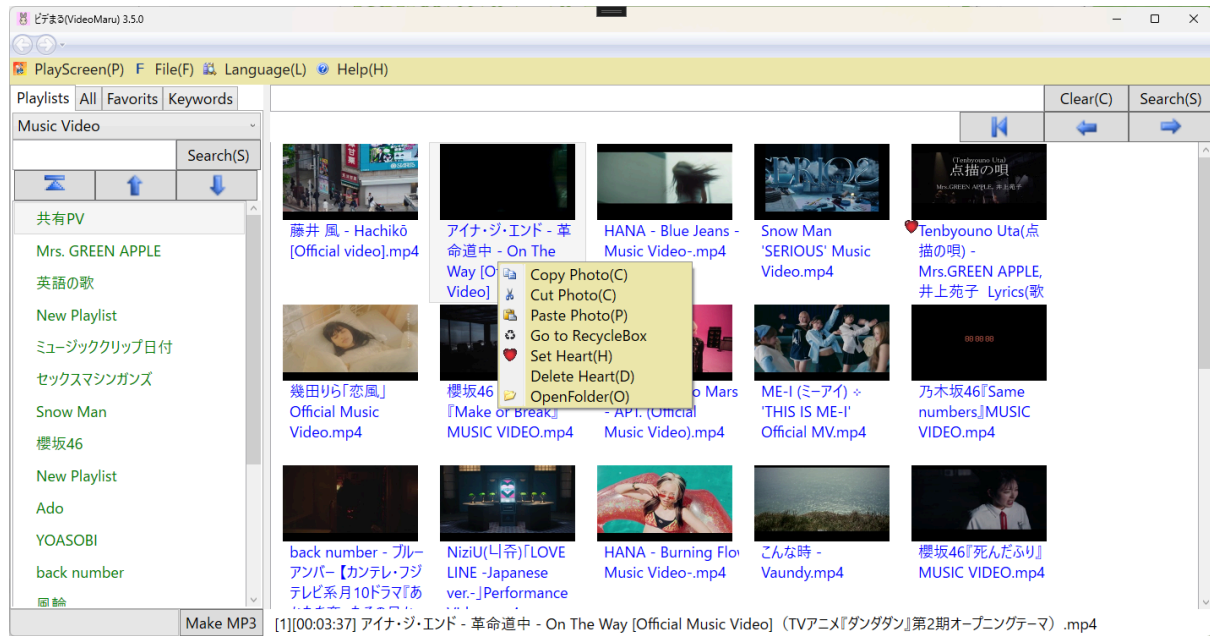 ビデまる(VideoMaru) 3.5.0
PlayScreen(P) F File(F) Language(L) Help(H)
Playlists All Favorits Keywords
Clear(C) Search(S)
Music Video
Search(S)
共有PV
Mrs. GREEN APPLE
英語の歌
New Playlist
ミュージッククリップ日付
セックスマシンガンズ
Snow Man
櫻坂46
New Playlist
Ado
YOASOBI
back number
風輪
Make MP3
藤井 風 - Hachikō
[Official video].mp4
アイナ・ジ・エンド - 革
命道中 - On The
Way [O
Video]
HANA - Blue Jeans -
Music Video-.mp4
SERIOUS
Snow Man
'SERIOUS' Music
Video.mp4
(Tenbyouno Uta)
点描の唄
Mrs.GREEN APPLE, 井上苑子
Tenbyouno Uta(点
描の唄) -
Mrs.GREEN APPLE,
井上苑子 Lyrics(歌
Copy Photo(C)
Cut Photo(C)
Paste Photo(P)
Go to RecycleBox
Set Heart(H)
Delete Heart(D)
OpenFolder(O)
幾田りら「恋風」
Official Music
Video.mp4
櫻坂46
『Make or Break』
MUSIC VIDEO.mp4
o Mars
- APT. (Official
Music Video).mp4
ME-I (ミーアイ) ⟡
'THIS IS ME-I'
Official MV.mp4
乃木坂46『Same
numbers』MUSIC
VIDEO.mp4
back number - ブルー
アンバー【カンテレ・フジ
テレビ系月10ドラマ『あ
NiziU(니쥬)「LOVE
LINE -Japanese
ver.-」Performance
HANA - Burning Flow
Music Video-.mp4
こんな時 -
Vaundy.mp4
櫻坂46『死んだふり』
MUSIC VIDEO.mp4
[1][00:03:37] アイナ・ジ・エンド - 革命道中 - On The Way [Official Music Video]（TVアニメ『ダンダダン』第2期オープニングテーマ）.mp4